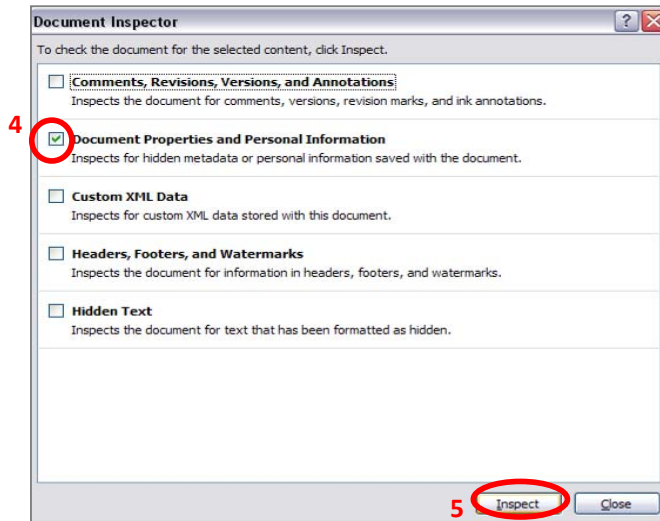 Document Inspector
To check the document for the selected content, click Inspect.
Comments, Revisions, Versions, and Annotations
Inspects the document for comments, versions, revision marks, and ink annotations.
4
Document Properties and Personal Information
Inspects for hidden metadata or personal information saved with the document.
Custom XML Data
Inspects for custom XML data stored with this document.
Headers, Footers, and Watermarks
Inspects the document for information in headers, footers, and watermarks.
Hidden Text
Inspects the document for text that has been formatted as hidden.
5 Inspect Close